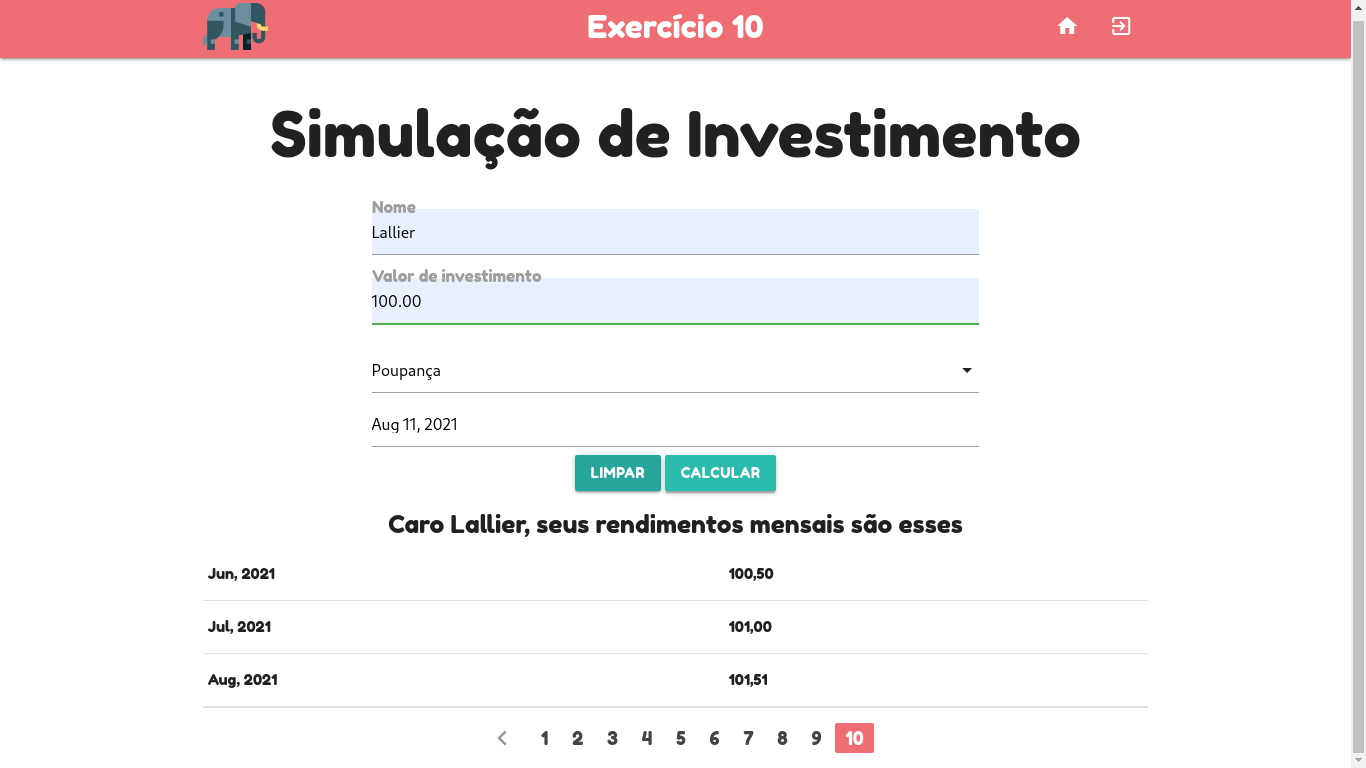 Exercício 10
Simulação de Investimento
Nome
Lallier
Valor de investimento
100.00
Poupança
Aug 11, 2021
LIMPAR CALCULAR
Caro Lallier, seus rendimentos mensais são esses
Jun, 2021 100,50
Jul, 2021 101,00
Aug, 2021 101,51
1 2 3 4 5 6 7 8 9 10